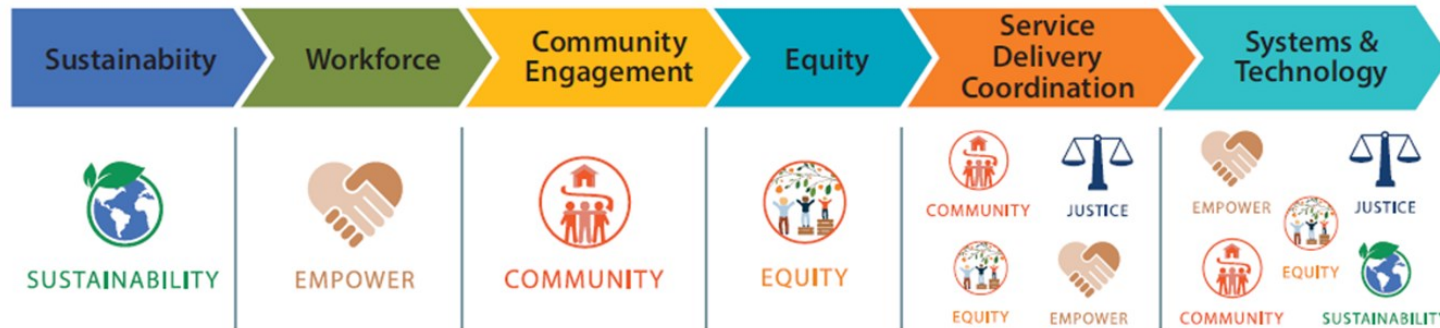 Sustainabiity
Workforce
Community
Engagement
Equity
Service
Delivery
Coordination
Systems &
Technology
SUSTAINABILITY
EMPOWER
COMMUNITY
EQUITY
COMMUNITY
JUSTICE
EQUITY
EMPOWER
EMPOWER
JUSTICE
EQUITY
COMMUNITY
SUSTAINABILITY